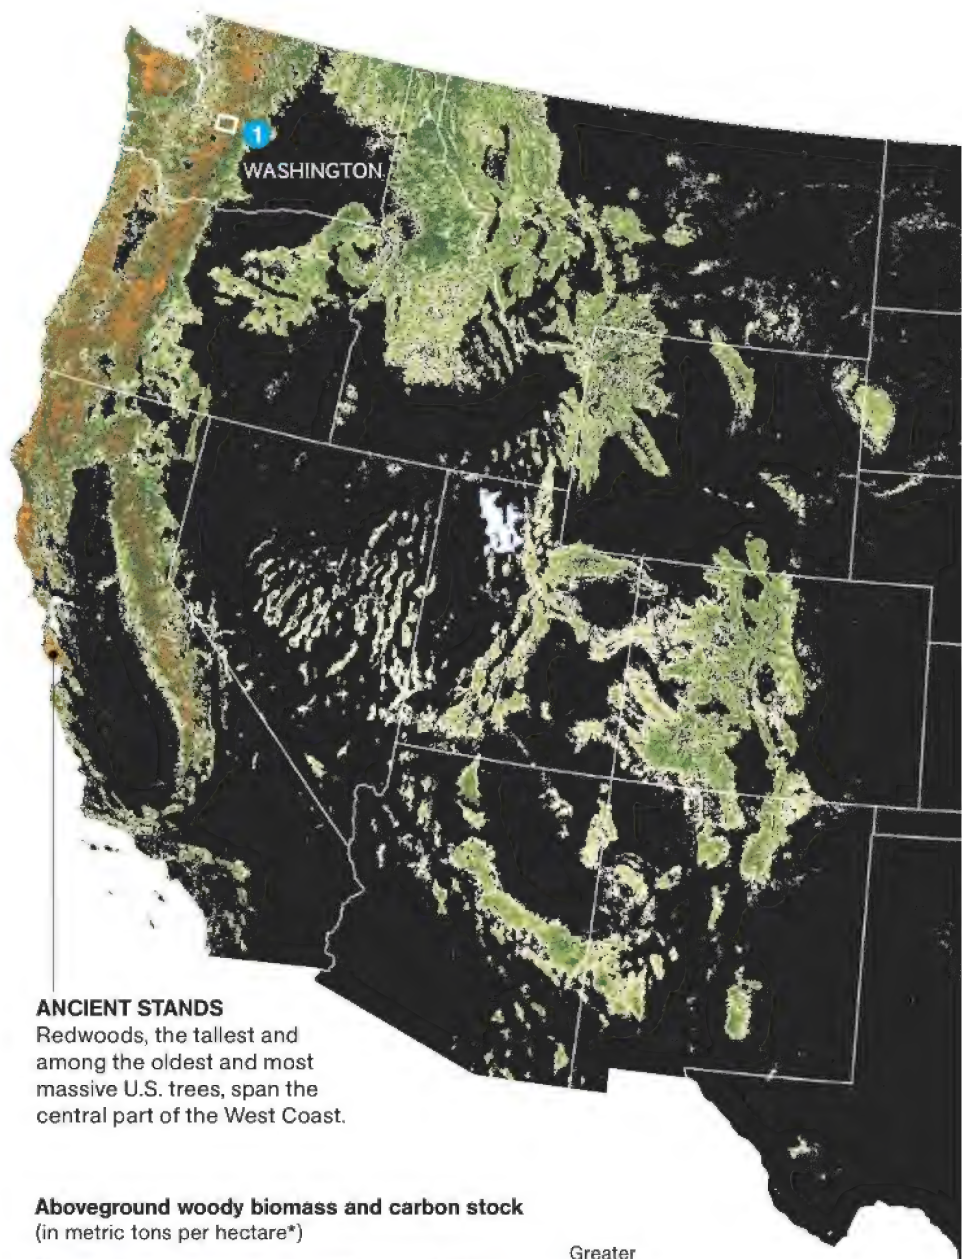 1
WASHINGTON
ANCIENT STANDS
Redwoods, the tallest and
among the oldest and most
massive U.S. trees, span the
central part of the West Coast.
Aboveground woody biomass and carbon stock
(in metric tons per hectare*)
Greater